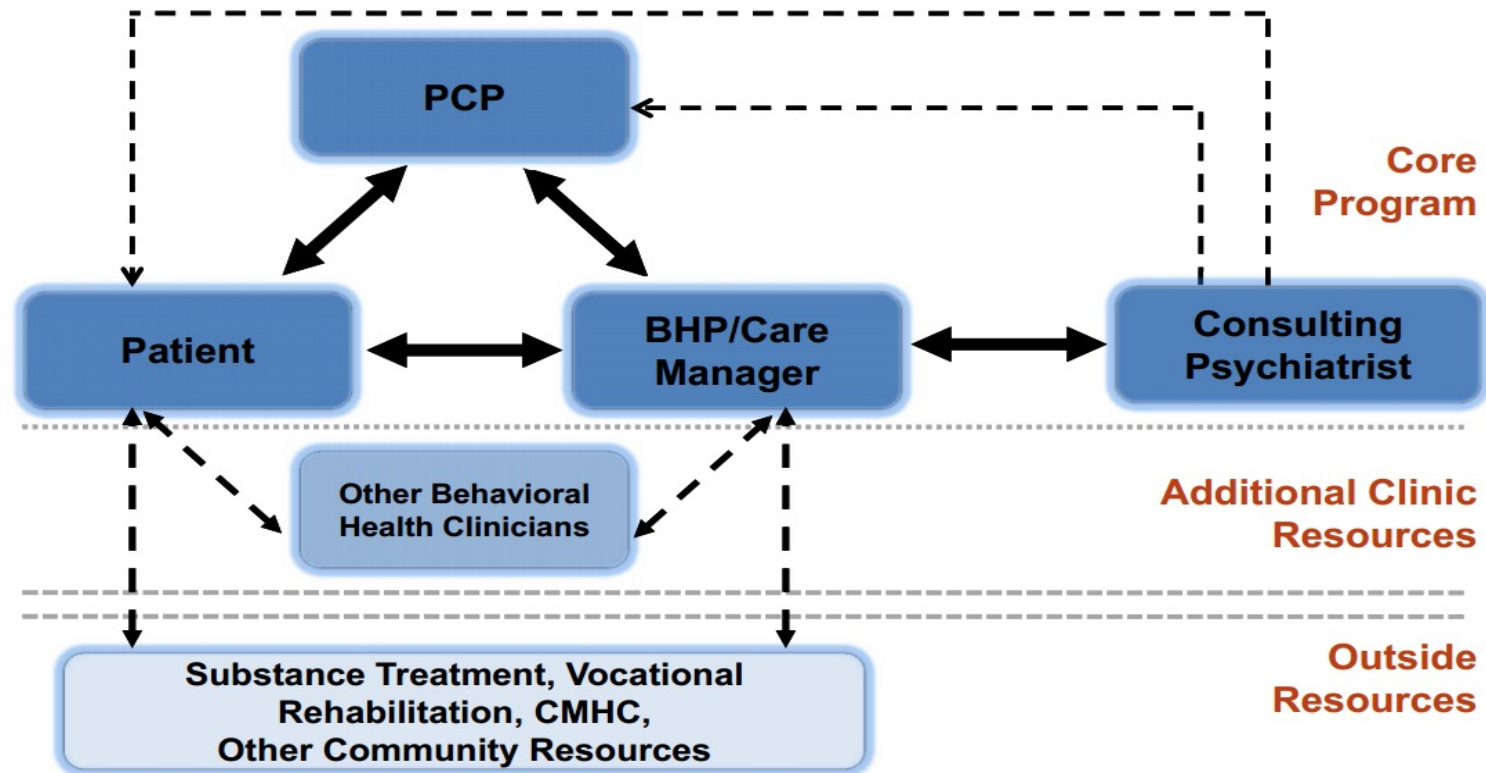 PCP
Core
Program
Patient
BHP/Care
Manager
Consulting
Psychiatrist
Other Behavioral
Health Clinicians
Additional Clinic
Resources
Substance Treatment, Vocational
Rehabilitation, CMHC,
Other Community Resources
Outside
Resources